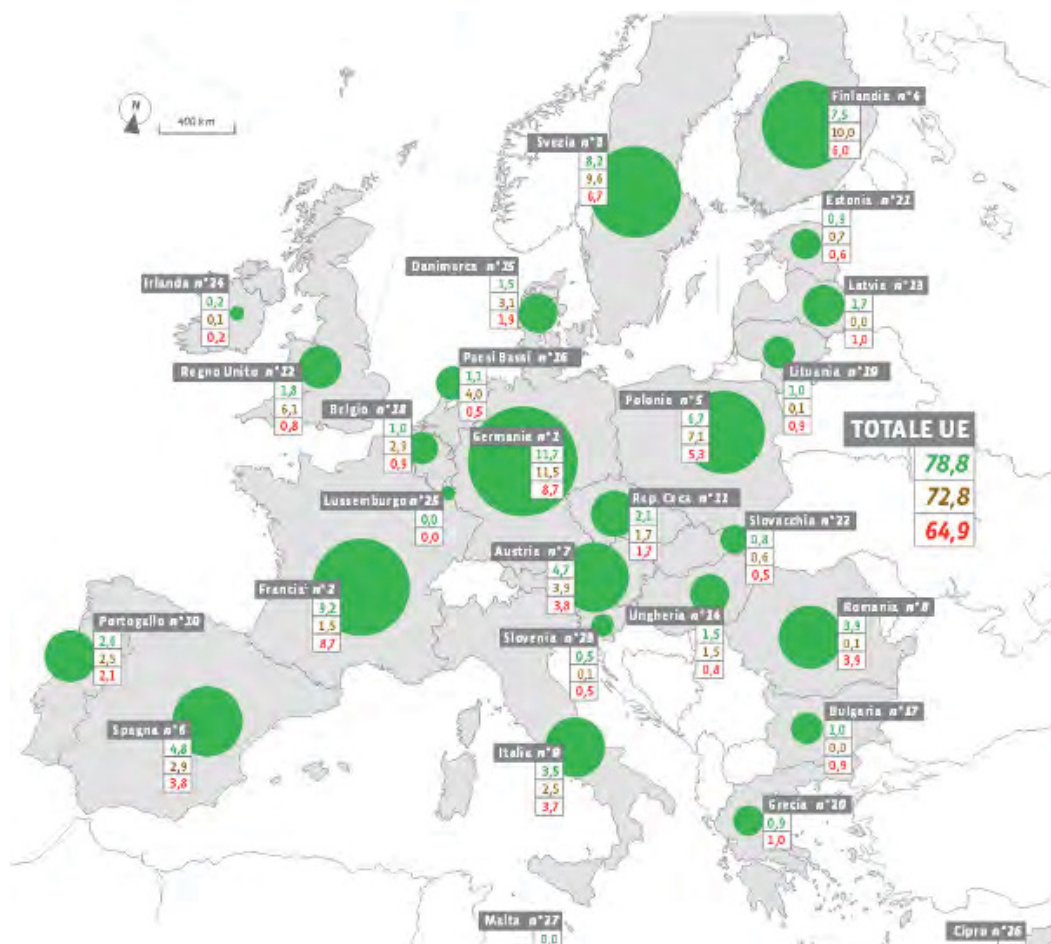 N
400 km
Finlandia n°4
7,5
10,0
6,0
Svezia n°3
8,2
9,6
6,7
Estonia n°21
0,9
0,7
0,6
Danimarca n°15
1,5
3,1
1,9
Irlanda n°24
0,2
0,1
0,2
Latvia n°13
1,7
0,0
1,0
Paesi Bassi n°16
1,1
4,0
0,5
Regno Unito n°12
1,8
6,1
0,8
Lituania n°19
1,0
0,1
0,9
Polonia n°5
6,7
7,1
5,3
Belgio n°18
1,0
2,9
0,9
Germania n°1
11,7
11,5
8,7
TOTALE UE
78,8
72,8
64,9
Lussemburgo n°25
0,0
0,0
Rep. Ceca n°11
2,1
1,7
1,7
Slovacchia n°22
0,8
0,6
0,5
Austria n°7
4,7
3,9
3,8
Francia n°2
9,2
1,5
8,7
Ungheria n°14
1,5
1,5
0,8
Romania n°8
3,9
0,1
3,9
Portogallo n°10
2,6
2,5
2,1
Slovenia n°23
0,5
0,1
0,5
Spagna n°6
4,8
2,9
3,8
Bulgaria n°17
1,0
0,0
0,9
Italia n°9
3,5
2,5
3,7
Grecia n°20
0,9
1,0
Malta n°27
0,0
Cipro n°26